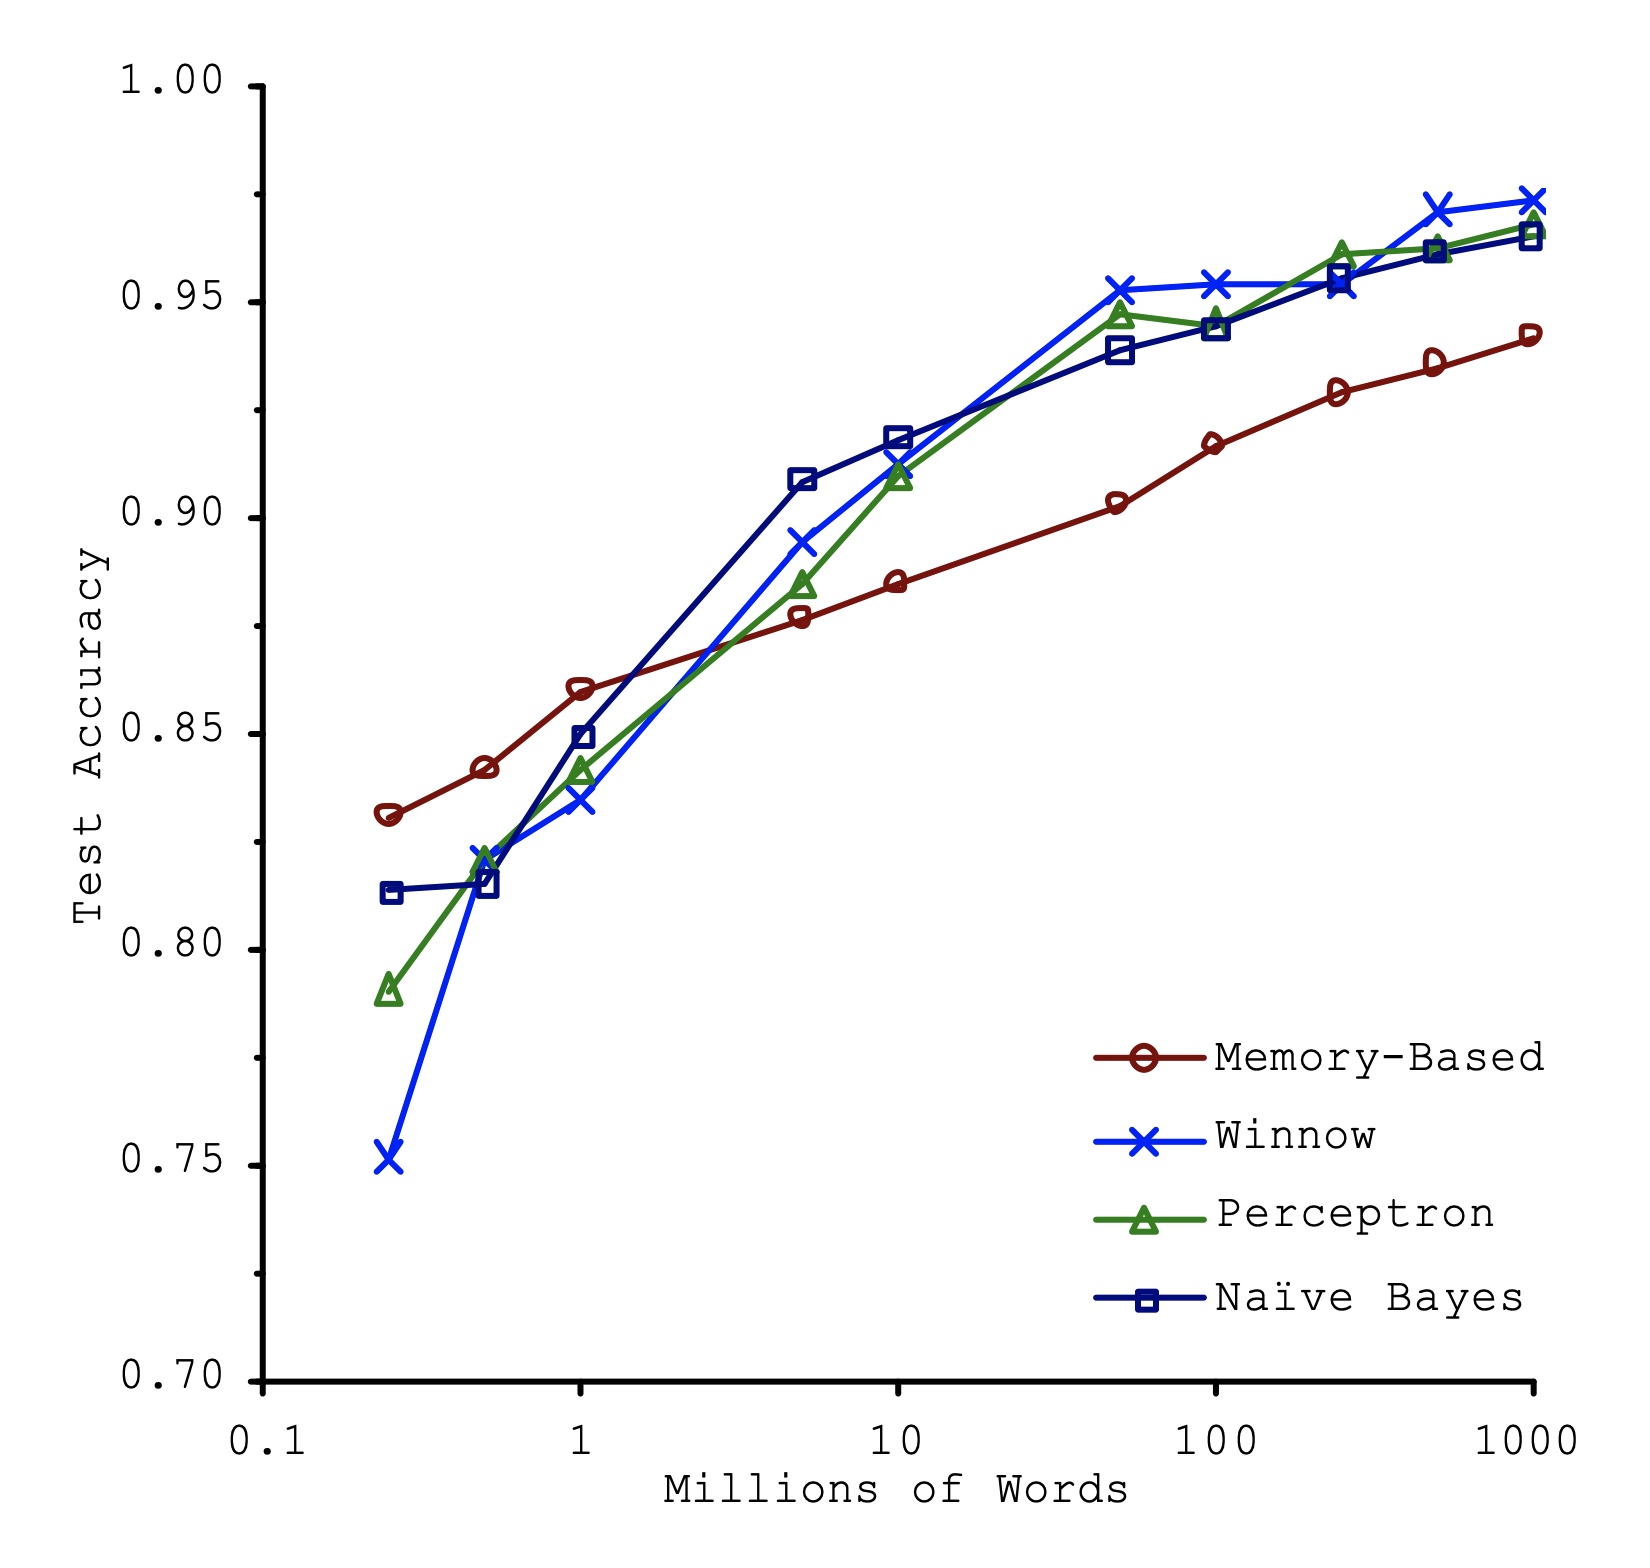 1.00
0.95
0.90
0.85
0.80
0.75
0.70
Test Accuracy
0.1 1 10 100 1000
Millions of Words
Memory-Based
Winnow
Perceptron
Naïve Bayes